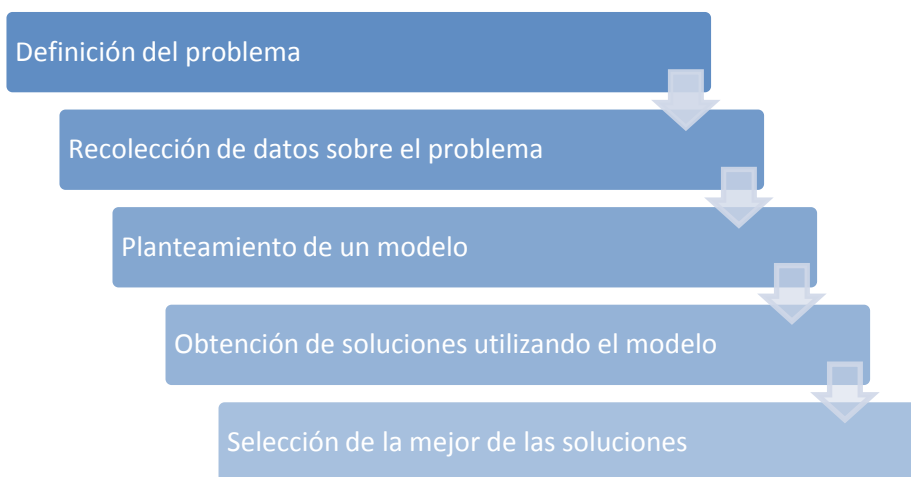 Definición del problema
Recolección de datos sobre el problema
Planteamiento de un modelo
Obtención de soluciones utilizando el modelo
Selección de la mejor de las soluciones